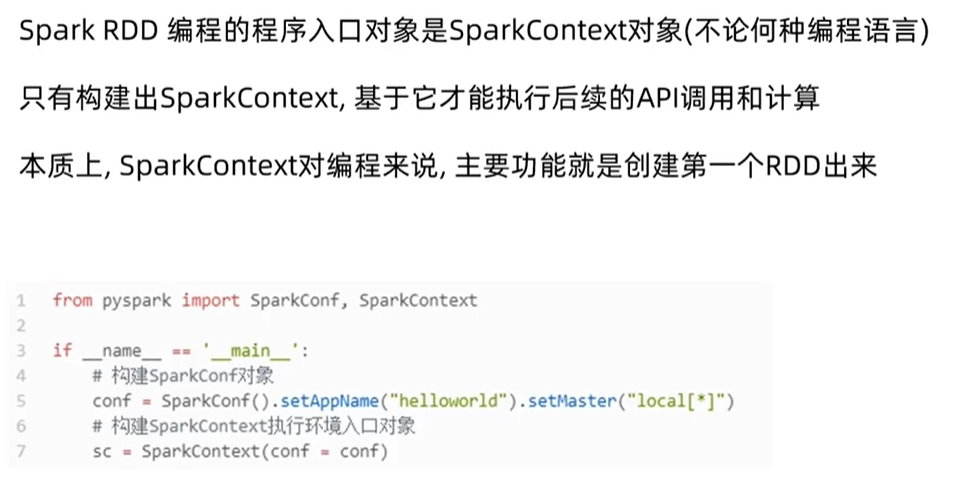 Spark RDD 编程的程序入口对象是SparkContext对象(不论何种编程语言)
只有构建出SparkContext, 基于它才能执行后续的API调用和计算
本质上, SparkContext对编程来说, 主要功能就是创建第一个RDD出来
1 from pyspark import SparkConf, SparkContext
2
3 if __name__ == '__main__':
4     # 构建SparkConf对象
5     conf = SparkConf().setAppName("helloworld").setMaster("local[*]")
6     # 构建SparkContext执行环境入口对象
7     sc = SparkContext(conf = conf)